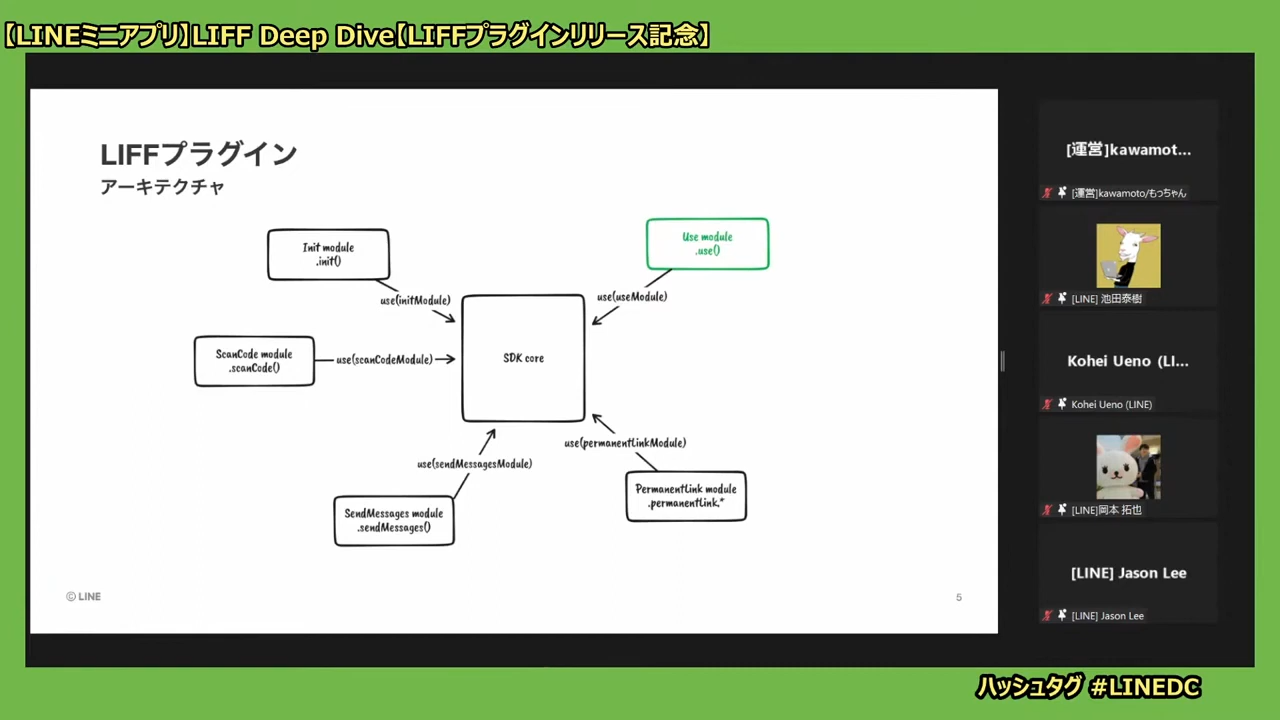 【LINEミニアプリ】LIFF Deep Dive【LIFFプラグインリリース記念】
LIFFプラグイン
アーキテクチャ
Init module
.init()
use(initModule)
Use module
.use()
use(useModule)
ScanCode module
.scanCode()
use(scanCodeModule)
SDK core
use(sendMessagesModule)
SendMessages module
.sendMessages()
use(permanentLinkModule)
PermanentLink module
.permanentLink.*
© LINE
5
[運営]kawamot...
[運営]kawamoto/もっちゃん
[LINE] 池田泰樹
Kohei Ueno (LI...
Kohei Ueno (LINE)
[LINE]岡本 拓也
[LINE] Jason Lee
[LINE] Jason Lee
ハッシュタグ #LINEDC